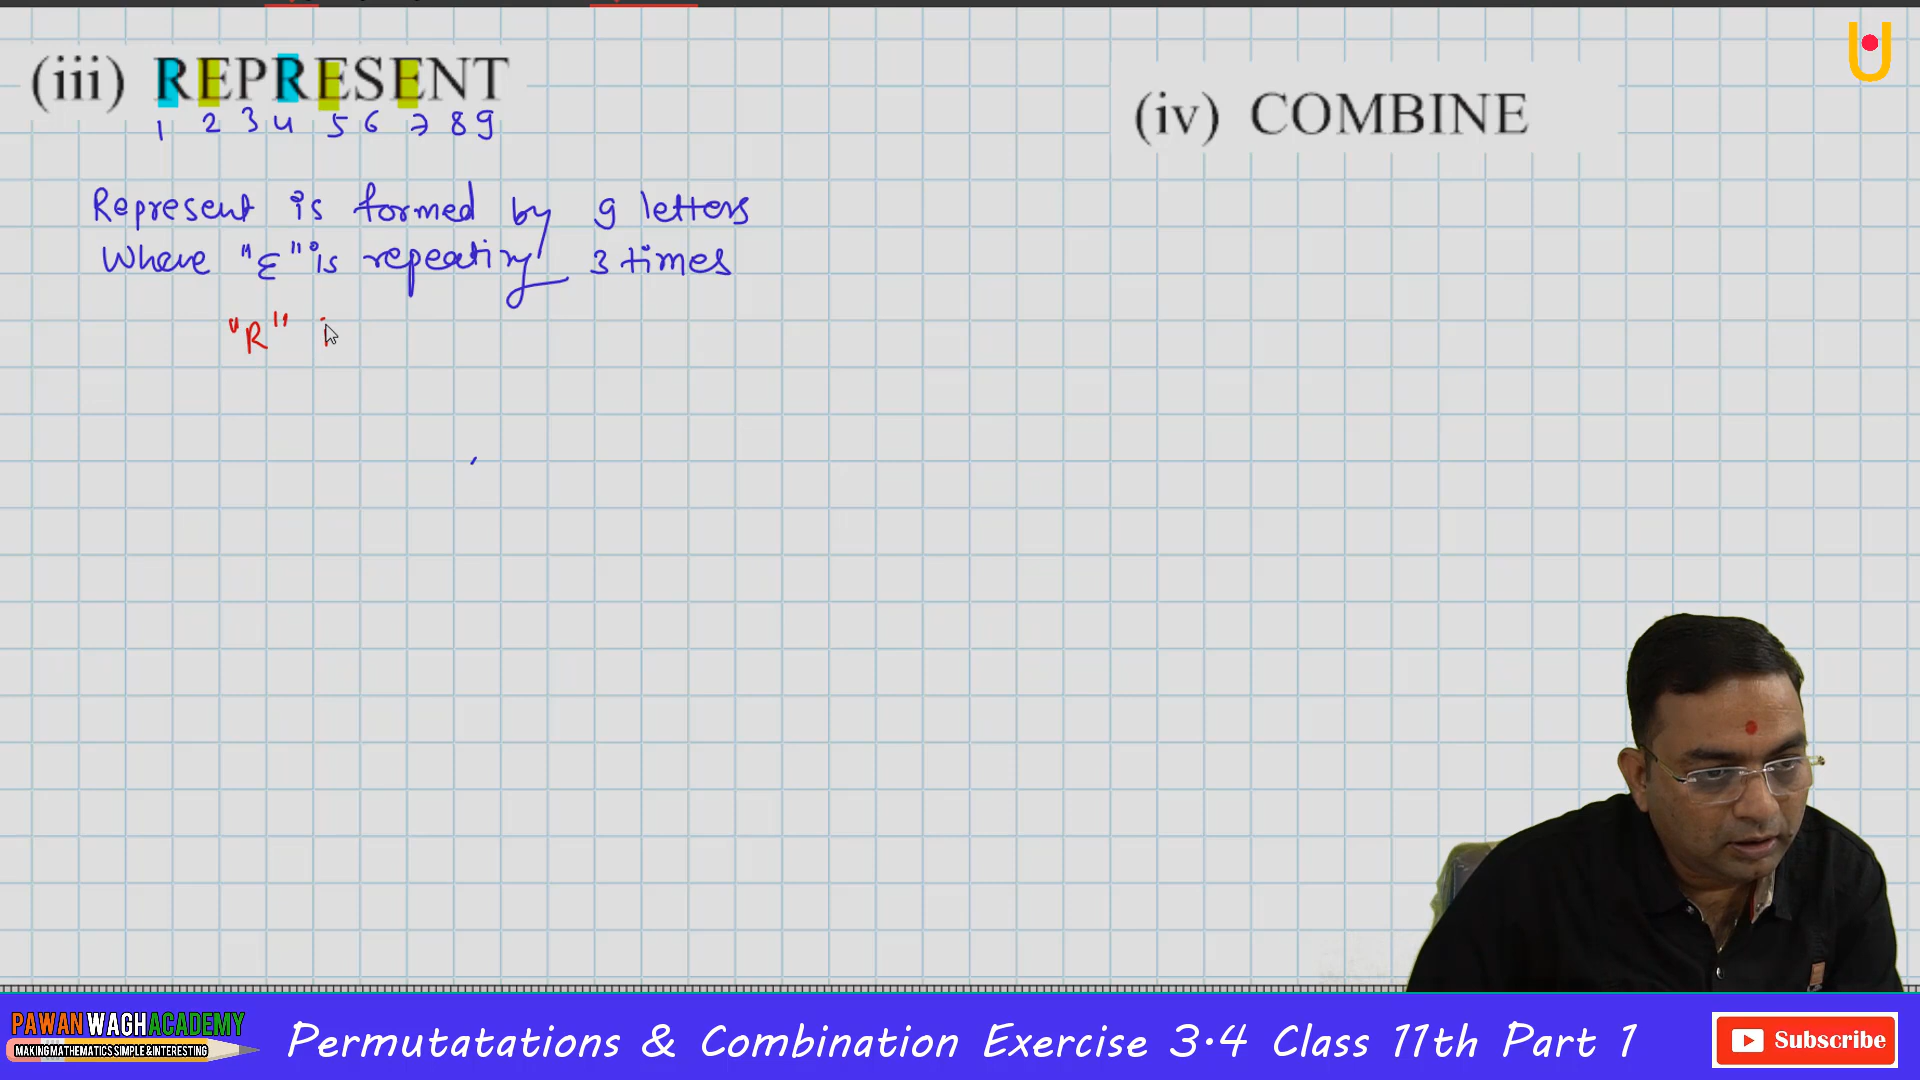 (iii) REPRESENT
1 2 3 4 5 6 7 8 9
(iv) COMBINE
Represent is formed by 9 letters
Where "E" is repeating 3 times
"R" i
PAWAN WAGH ACADEMY
MAKING MATHEMATICS SIMPLE & INTERESTING
Permutatations & Combination Exercise 3.4 Class 11th Part 1
Subscribe